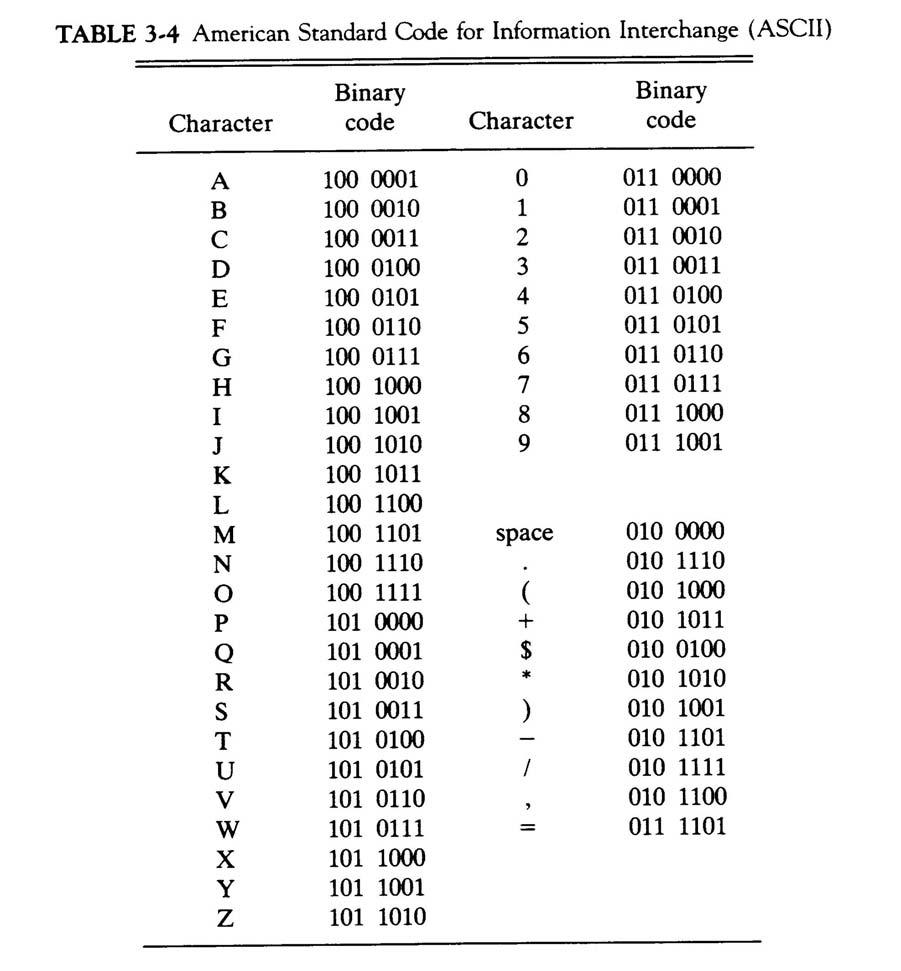 TABLE 3-4 American Standard Code for Information Interchange (ASCII)
Character Binary code Character Binary code
A 100 0001 0 011 0000
B 100 0010 1 011 0001
C 100 0011 2 011 0010
D 100 0100 3 011 0011
E 100 0101 4 011 0100
F 100 0110 5 011 0101
G 100 0111 6 011 0110
H 100 1000 7 011 0111
I 100 1001 8 011 1000
J 100 1010 9 011 1001
K 100 1011
L 100 1100
M 100 1101 space 010 0000
N 100 1110 . 010 1110
O 100 1111 ( 010 1000
P 101 0000 + 010 1011
Q 101 0001 $ 010 0100
R 101 0010 * 010 1010
S 101 0011 ) 010 1001
T 101 0100 – 010 1101
U 101 0101 / 010 1111
V 101 0110 , 010 1100
W 101 0111 = 011 1101
X 101 1000
Y 101 1001
Z 101 1010